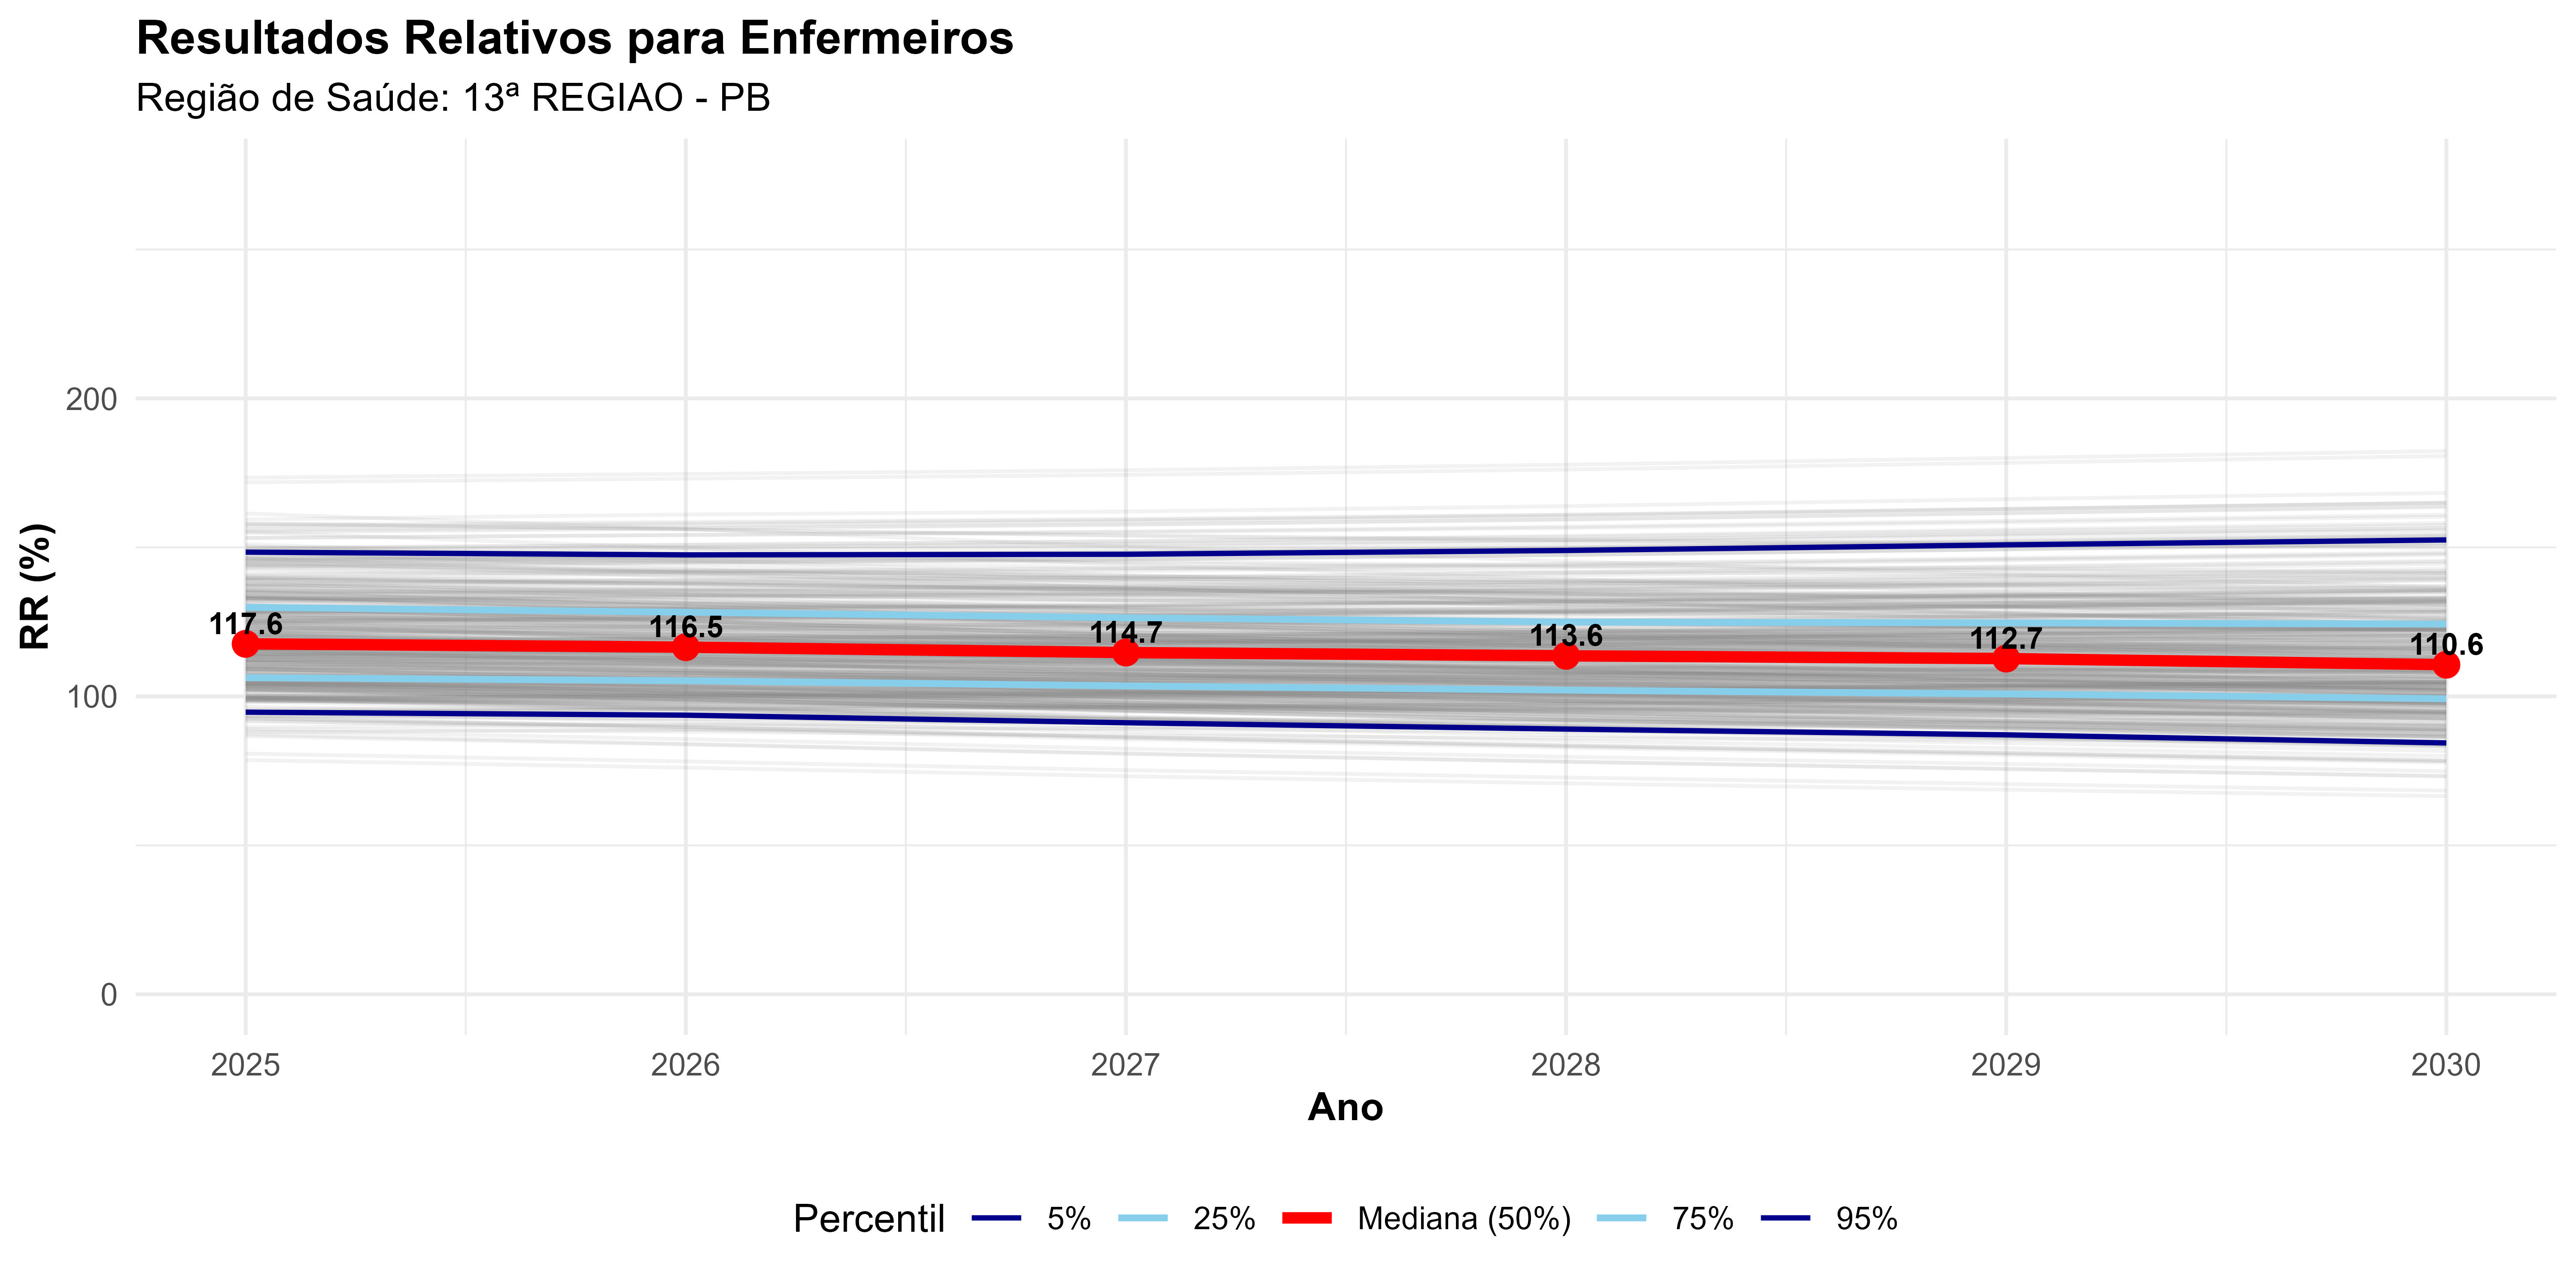 Resultados Relativos para Enfermeiros
Região de Saúde: 13ª REGIAO - PB
RR (%)
200
100
0
117.6
116.5
114.7
113.6
112.7
110.6
2025 2026 2027 2028 2029 2030
Ano
Percentil 5% 25% Mediana (50%) 75% 95%